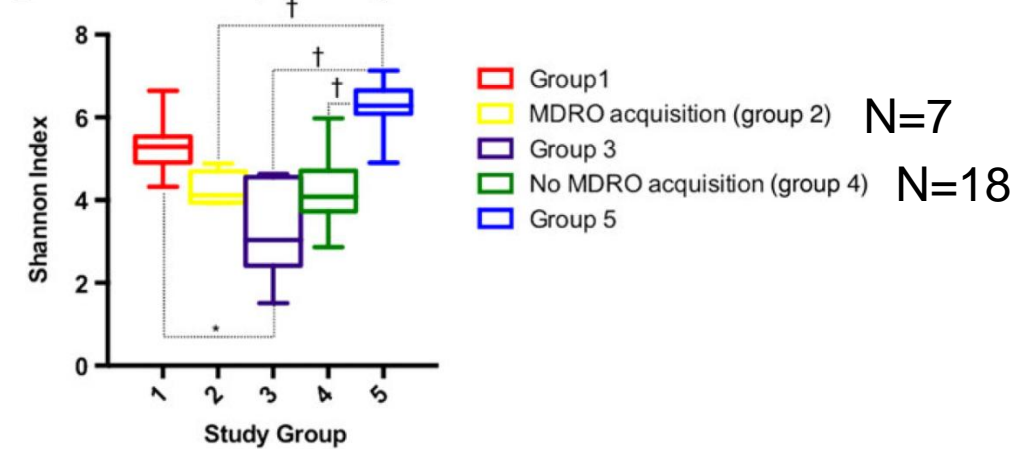 †
8
†
†
6
4
2
*
0
1 2 3 4 5
Shannon Index
Study Group
Group1
MDRO acquisition (group 2) N=7
Group 3
No MDRO acquisition (group 4) N=18
Group 5